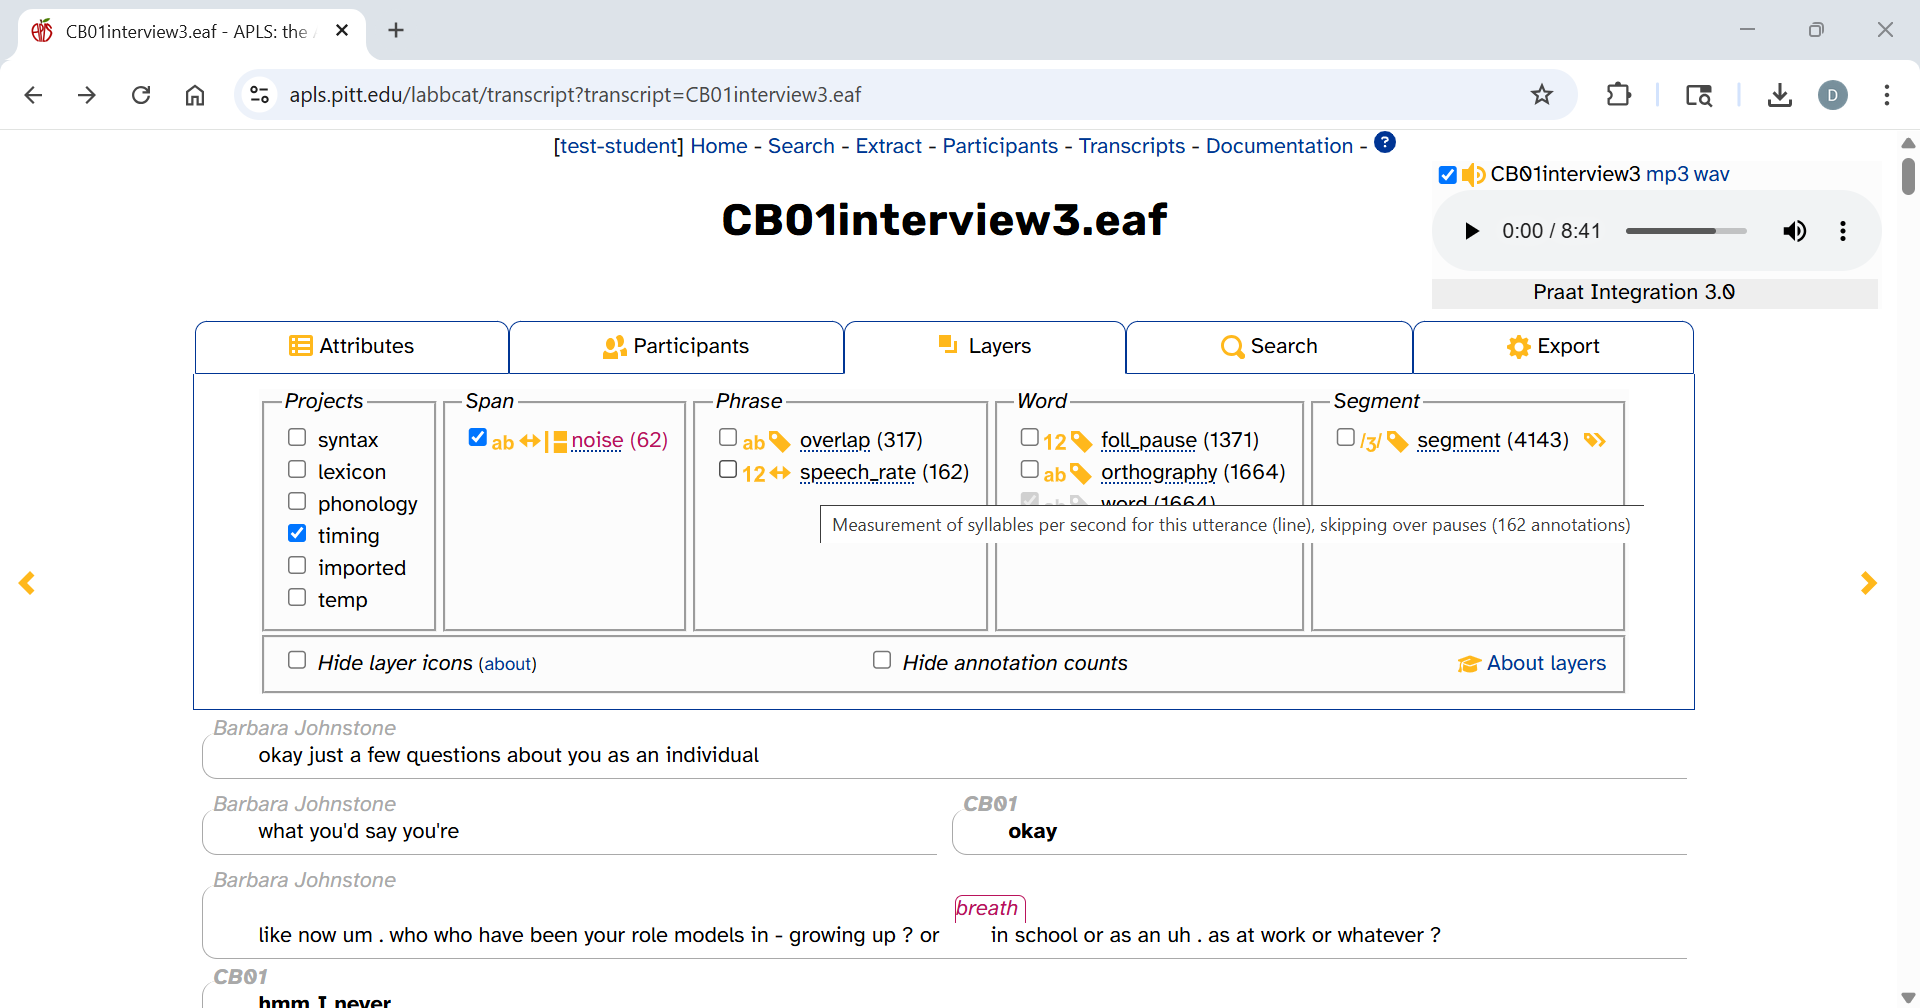 CB01interview3.eaf - APLS: the
apls.pitt.edu/labbcat/transcript?transcript=CB01interview3.eaf
D
[test-student] Home - Search - Extract - Participants - Transcripts - Documentation - ?
CB01interview3 mp3 wav
CB01interview3.eaf
0:00 / 8:41
Praat Integration 3.0
Attributes
Participants
Layers
Search
Export
Projects
syntax
lexicon
phonology
timing
imported
temp
Span
ab noise (62)
Phrase
ab overlap (317)
12 speech_rate (162)
Word
12 foll_pause (1371)
ab orthography (1664)
ab word (1664)
Segment
/ʒ/ segment (4143)
Measurement of syllables per second for this utterance (line), skipping over pauses (162 annotations)
Hide layer icons (about)
Hide annotation counts
About layers
Barbara Johnstone
okay just a few questions about you as an individual
Barbara Johnstone
what you'd say you're
CB01
okay
Barbara Johnstone
breath
like now um . who who have been your role models in - growing up ? or in school or as an uh . as at work or whatever ?
CB01
hmm I never